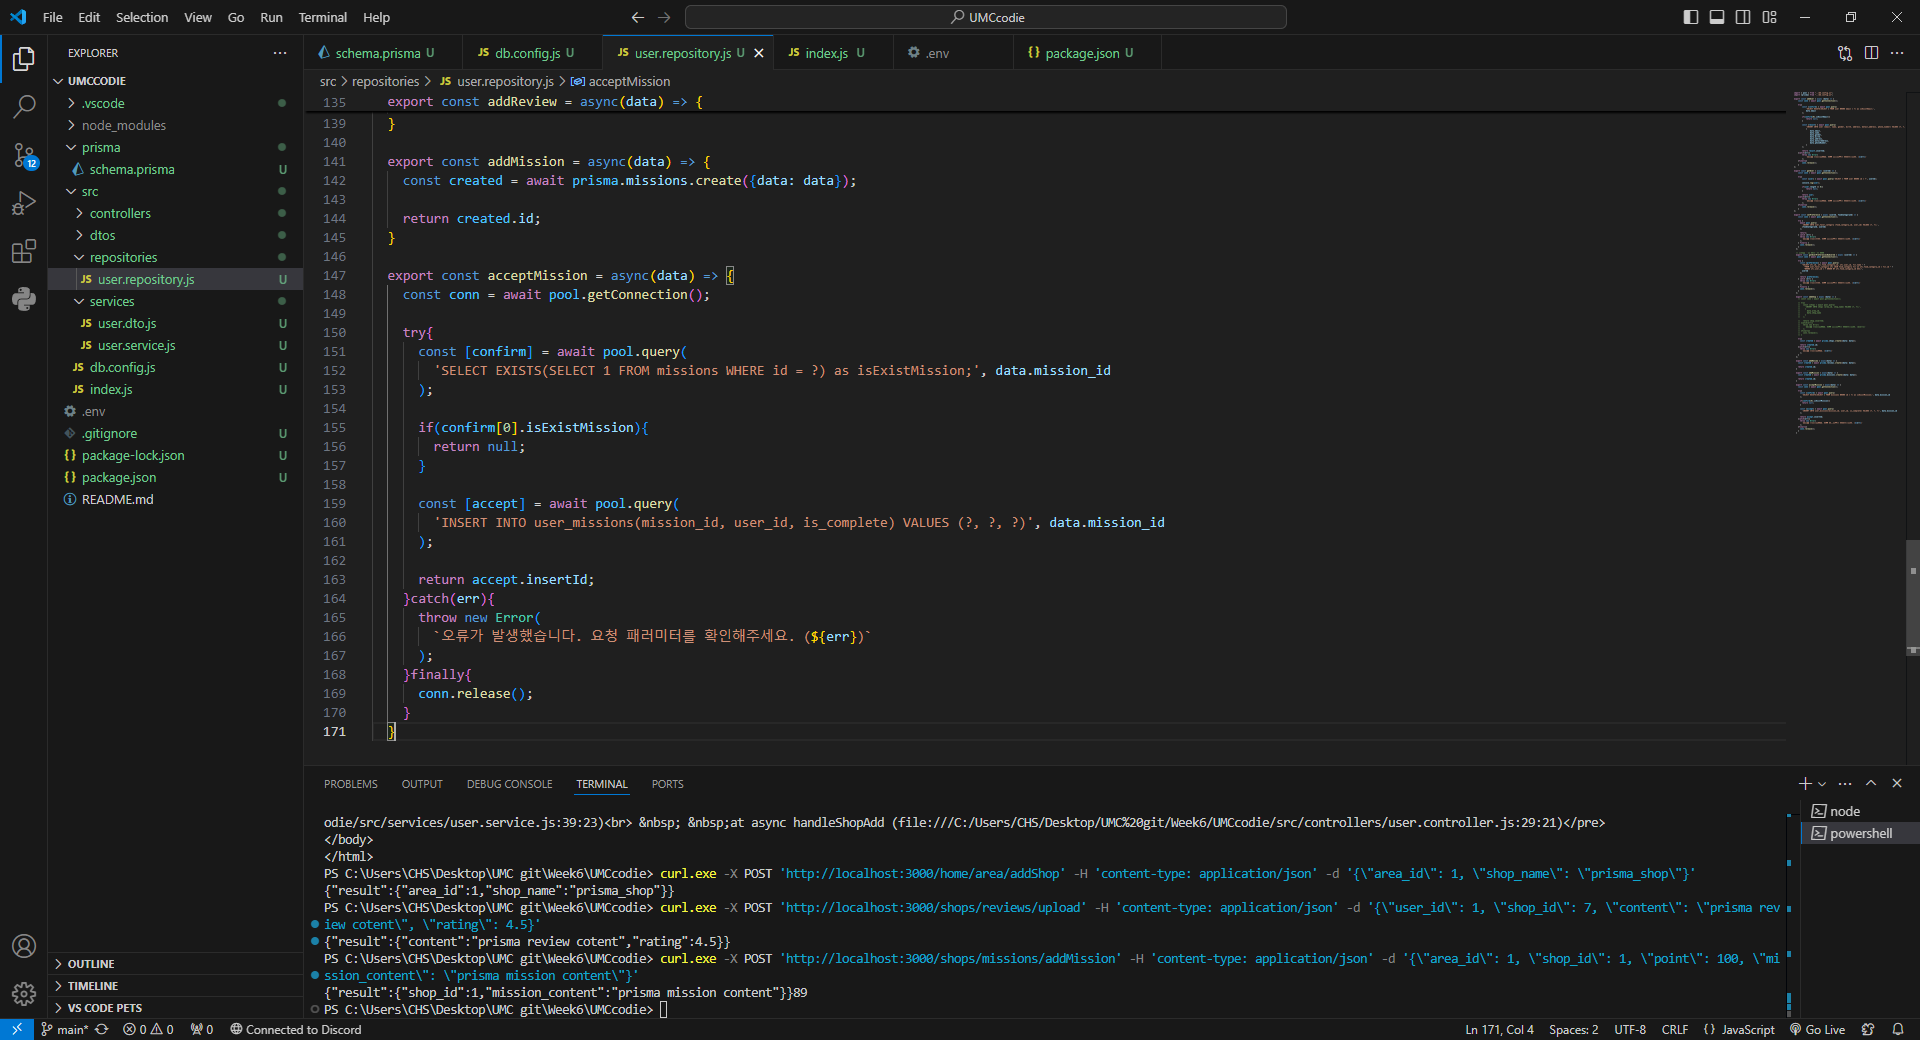 File Edit Selection View Go Run Terminal Help
UMCcodie
EXPLORER
UMCCODIE
.vscode
node_modules
prisma
schema.prisma U
src
controllers
dtos
repositories
JS user.repository.js U
services
JS user.dto.js U
JS user.service.js U
JS db.config.js U
JS index.js U
.env
.gitignore U
{} package-lock.json U
{} package.json U
README.md
OUTLINE
TIMELINE
VS CODE PETS
12
schema.prisma U JS db.config.js U JS user.repository.js U JS index.js U .env {} package.json U
src > repositories > JS user.repository.js > acceptMission
135 export const addReview = async(data) => {
139 }
140
141 export const addMission = async(data) => {
142 const created = await prisma.missions.create({data: data});
143
144 return created.id;
145 }
146
147 export const acceptMission = async(data) => {
148 const conn = await pool.getConnection();
149
150 try{
151 const [confirm] = await pool.query(
152 'SELECT EXISTS(SELECT 1 FROM missions WHERE id = ?) as isExistMission;', data.mission_id
153 );
154
155 if(confirm[0].isExistMission){
156 return null;
157 }
158
159 const [accept] = await pool.query(
160 'INSERT INTO user_missions(mission_id, user_id, is_complete) VALUES (?, ?, ?)', data.mission_id
161 );
162
163 return accept.insertId;
164 }catch(err){
165 throw new Error(
166 `오류가 발생했습니다. 요청 패러미터를 확인해주세요. (${err})`
167 );
168 }finally{
169 conn.release();
170 }
171 }
PROBLEMS OUTPUT DEBUG CONSOLE TERMINAL PORTS
node
powershell
odie/src/services/user.service.js:39:23)<br> &nbsp; &nbsp;at async handleShopAdd (file:///C:/Users/CHS/Desktop/UMC%20git/Week6/UMCcodie/src/controllers/user.controller.js:29:21)</pre>
</body>
</html>
PS C:\Users\CHS\Desktop\UMC git\Week6\UMCcodie> curl.exe -X POST 'http://localhost:3000/home/area/addShop' -H 'content-type: application/json' -d '{\"area_id\": 1, \"shop_name\": \"prisma_shop\"}'
{"result":{"area_id":1,"shop_name":"prisma_shop"}}
PS C:\Users\CHS\Desktop\UMC git\Week6\UMCcodie> curl.exe -X POST 'http://localhost:3000/shops/reviews/upload' -H 'content-type: application/json' -d '{\"user_id\": 1, \"shop_id\": 7, \"content\": \"prisma rev
iew cotent\", \"rating\": 4.5}'
{"result":{"content":"prisma review cotent","rating":4.5}}
PS C:\Users\CHS\Desktop\UMC git\Week6\UMCcodie> curl.exe -X POST 'http://localhost:3000/shops/missions/addMission' -H 'content-type: application/json' -d '{\"area_id\": 1, \"shop_id\": 1, \"point\": 100, \"mi
ssion_content\": \"prisma mission content\"}'
{"result":{"shop_id":1,"mission_content":"prisma mission content"}}89
PS C:\Users\CHS\Desktop\UMC git\Week6\UMCcodie>
main* 0 0 0 Connected to Discord Ln 171, Col 4 Spaces: 2 UTF-8 CRLF {} JavaScript Go Live